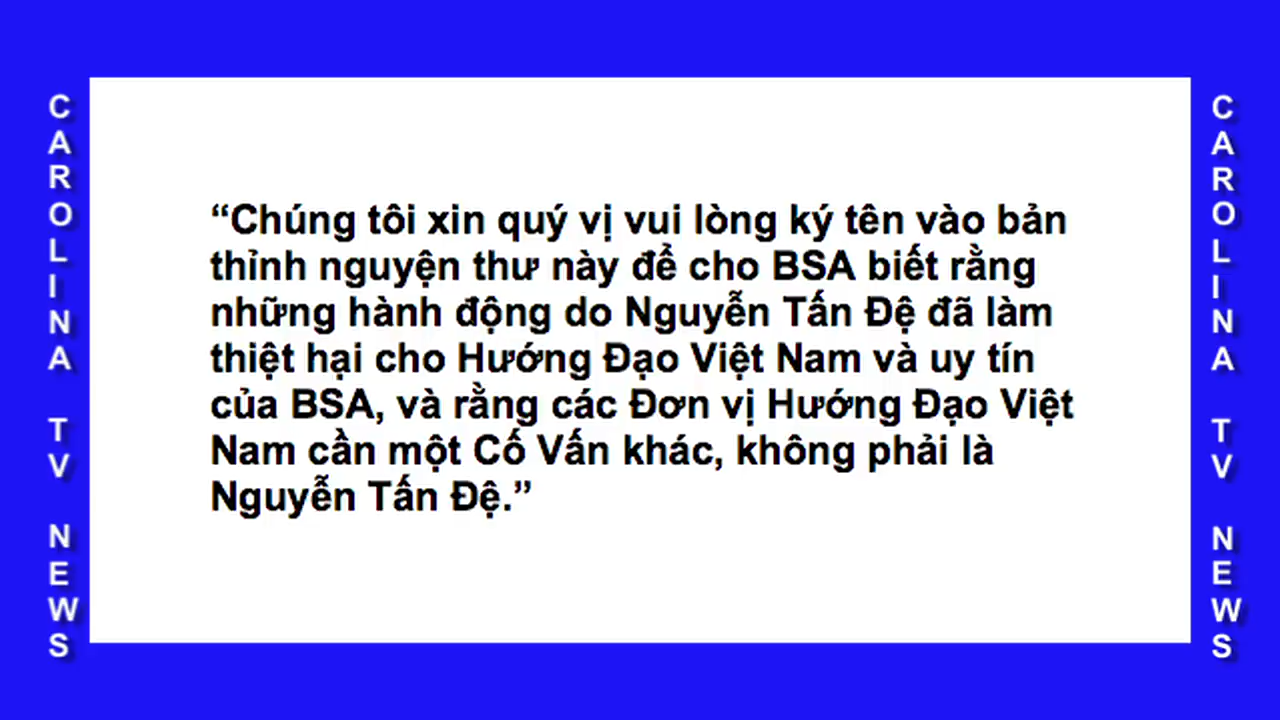 CAROLINA TV NEWS
“Chúng tôi xin quý vị vui lòng ký tên vào bản
thỉnh nguyện thư này để cho BSA biết rằng
những hành động do Nguyễn Tấn Đệ đã làm
thiệt hại cho Hướng Đạo Việt Nam và uy tín
của BSA, và rằng các Đơn vị Hướng Đạo Việt
Nam cần một Cố Vấn khác, không phải là
Nguyễn Tấn Đệ.”
CAROLINA TV NEWS